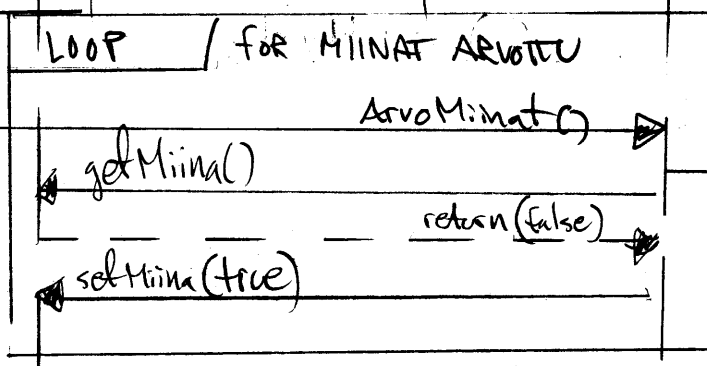 LOOP / FOR MIINAT ARVOTTU
ArvoMiinat()
getMiina()
return(false)
setMiina(true)